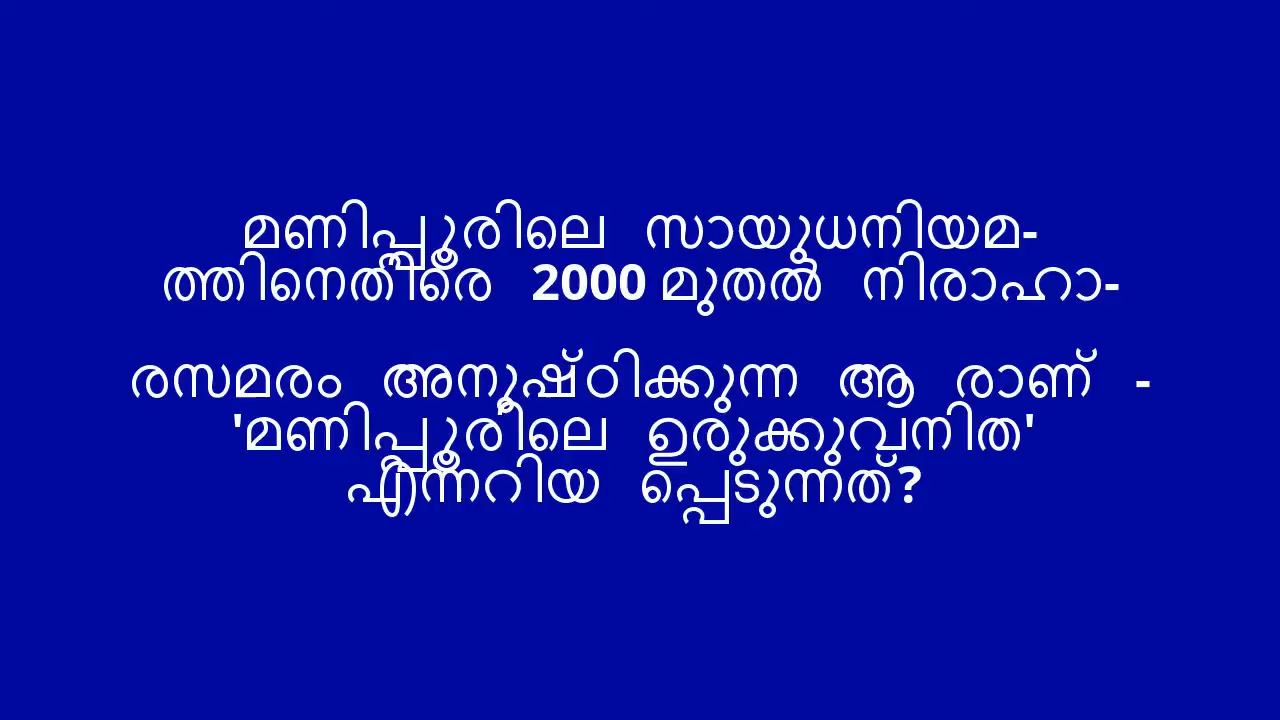 മണിപ്പൂരിലെ സായുധനിയമ-
ത്തിനെതിരെ 2000 മുതൽ നിരാഹാ-
രസമരം അനുഷ്ഠിക്കുന്ന ആ രാണ് -
'മണിപ്പൂരിലെ ഉരുക്കുവനിത'
എന്നറിയ പ്പെടുന്നത്?